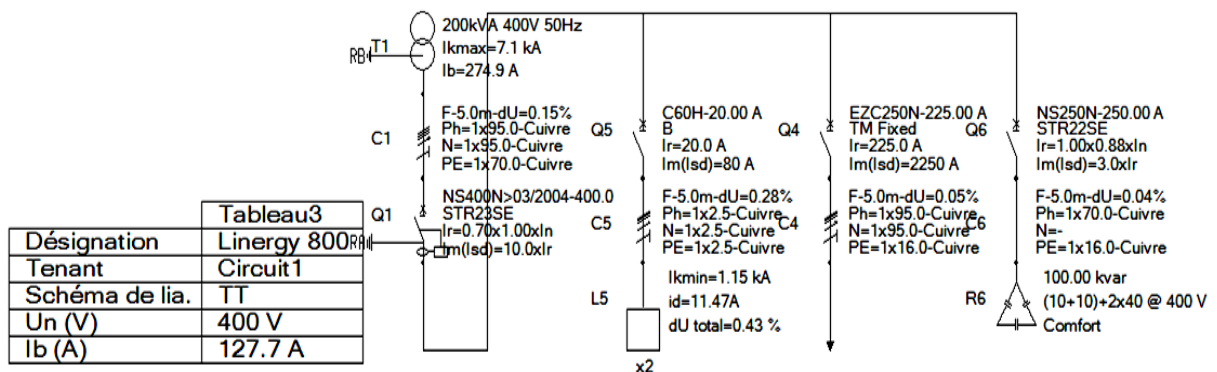 200kVA 400V 50Hz
T1
RB
Ikmax=7.1 kA
Ib=274.9 A
C1
F-5.0m-dU=0.15%
Ph=1x95.0-Cuivre
N=1x95.0-Cuivre
PE=1x70.0-Cuivre
Q1
NS400N>03/2004-400.0
STR23SE
Ir=0.70x1.00xIn
Im(Isd)=10.0xIr
RA
Tableau3
Désignation Linergy 800
Tenant Circuit1
Schéma de lia. TT
Un (V) 400 V
Ib (A) 127.7 A
Q5
C60H-20.00 A
B
Ir=20.0 A
Im(Isd)=80 A
C5
F-5.0m-dU=0.28%
Ph=1x2.5-Cuivre
N=1x2.5-Cuivre
PE=1x2.5-Cuivre
L5
Ikmin=1.15 kA
id=11.47A
dU total=0.43 %
x2
Q4
EZC250N-225.00 A
TM Fixed
Ir=225.0 A
Im(Isd)=2250 A
C4
F-5.0m-dU=0.05%
Ph=1x95.0-Cuivre
N=1x95.0-Cuivre
PE=1x16.0-Cuivre
Q6
NS250N-250.00 A
STR22SE
Ir=1.00x0.88xIn
Im(Isd)=3.0xIr
C6
F-5.0m-dU=0.04%
Ph=1x70.0-Cuivre
N=-
PE=1x16.0-Cuivre
R6
100.00 kvar
(10+10)+2x40 @ 400 V
Comfort